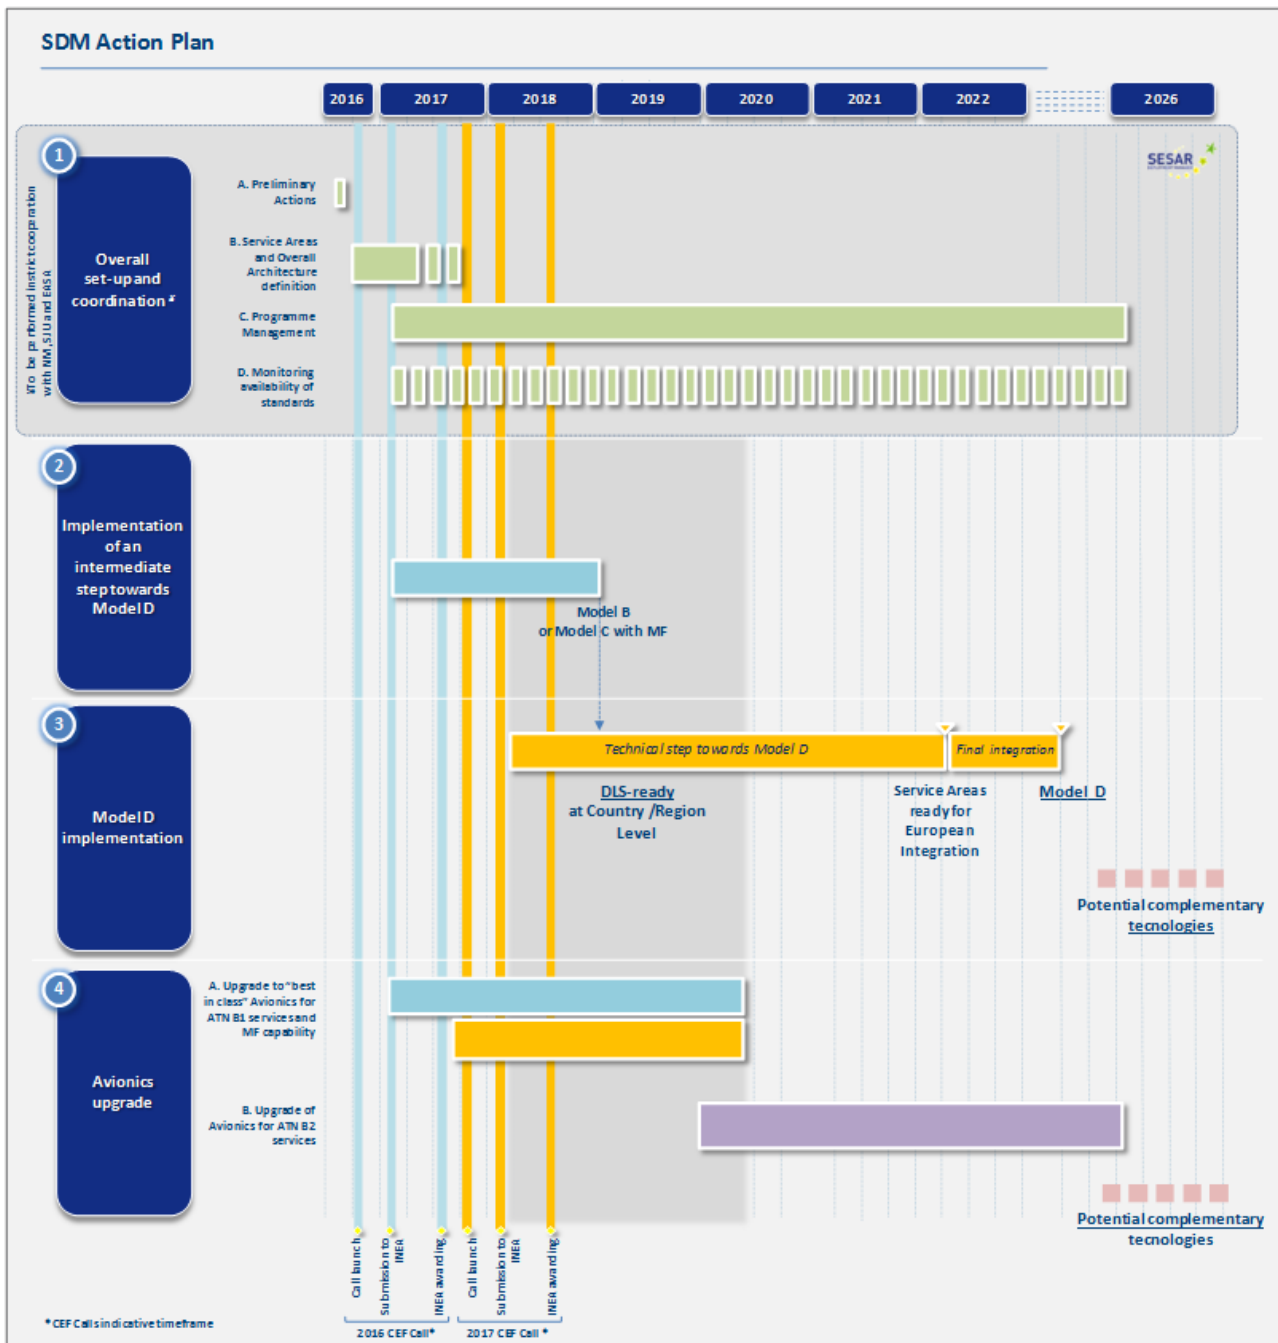 SDM Action Plan
2016 2017 2018 2019 2020 2021 2022 2026
1
*To be performed in strict cooperation
with NM, SJU and EASA
Overall
set-up and
coordination *
A. Preliminary
Actions
B. Service Areas
and Overall
Architecture
definition
C. Programme
Management
D. Monitoring
availability of
standards
SESAR
2
Implementation
of an
intermediate
step towards
Model D
Model B
or Model C with MF
3
Model D
implementation
Technical step towards Model D
Final integration
DLS-ready
at Country /Region
Level
Service Areas
ready for
European
Integration
Model D
Potential complementary
tecnologies
4
Avionics
upgrade
A. Upgrade to "best
in class" Avionics for
ATN B1 services and
MF capability
B. Upgrade of
Avionics for ATN B2
services
Potential complementary
tecnologies
Call launch
Submission to
INEA
INEA awarding
Call launch
Submission to
INEA
INEA awarding
2016 CEF Call*
2017 CEF Call *
* CEF Calls indicative timeframe